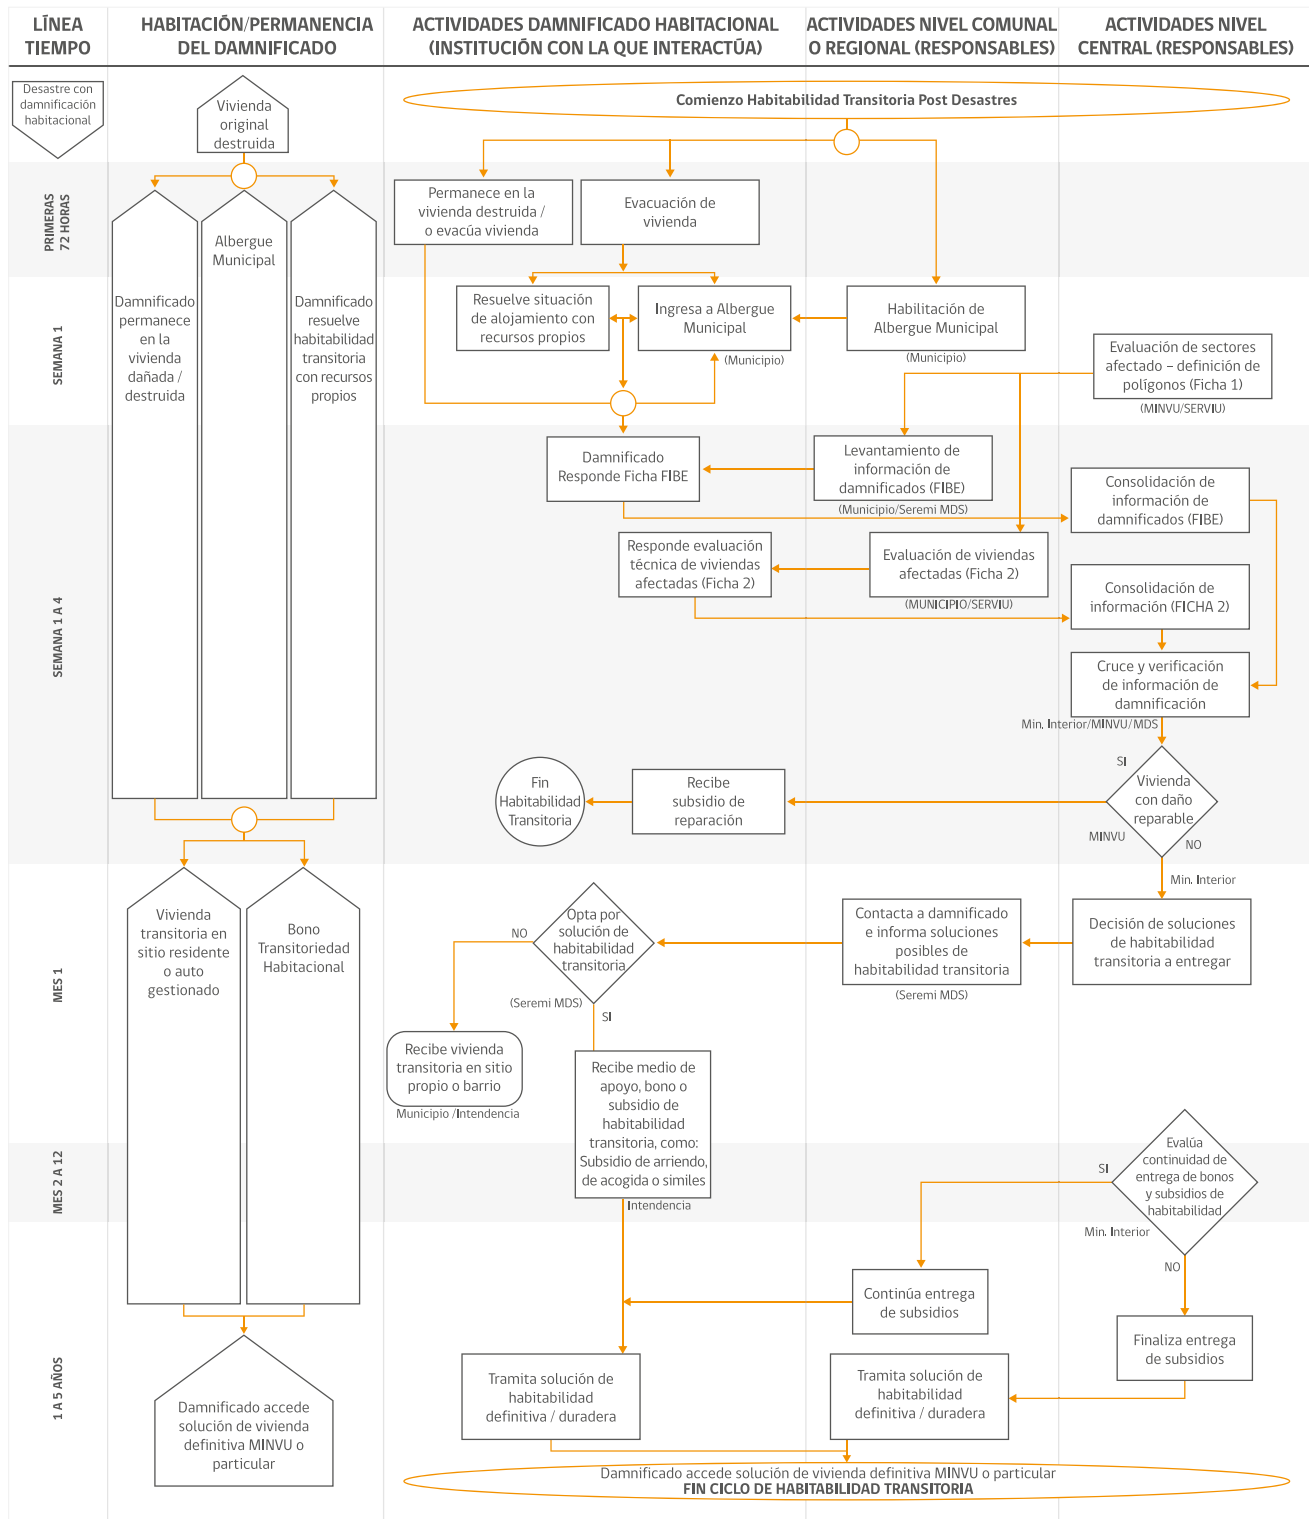 LÍNEA
TIEMPO
HABITACIÓN/PERMANENCIA
DEL DAMNIFICADO
ACTIVIDADES DAMNIFICADO HABITACIONAL
(INSTITUCIÓN CON LA QUE INTERACTÚA)
ACTIVIDADES NIVEL COMUNAL
O REGIONAL (RESPONSABLES)
ACTIVIDADES NIVEL
CENTRAL (RESPONSABLES)
Desastre con
damnificación
habitacional
Vivienda
original
destruida
Comienzo Habitabilidad Transitoria Post Desastres
PRIMERAS
72 HORAS
Permanece en la
vivienda destruida /
o evacúa vivienda
Evacuación de
vivienda
Albergue
Municipal
SEMANA 1
Damnificado
permanece
en la
vivienda
dañada /
destruida
Damnificado
resuelve
habitabilidad
transitoria
con recursos
propios
Resuelve situación
de alojamiento con
recursos propios
Ingresa a Albergue
Municipal
(Municipio)
Habilitación de
Albergue Municipal
(Municipio)
Evaluación de sectores
afectado – definición de
polígonos (Ficha 1)
(MINVU/SERVIU)
SEMANA 1 A 4
Damnificado
Responde Ficha FIBE
Levantamiento de
información de
damnificados (FIBE)
(Municipio/Seremi MDS)
Consolidación de
información de
damnificados (FIBE)
Responde evaluación
técnica de viviendas
afectadas (Ficha 2)
Evaluación de viviendas
afectadas (Ficha 2)
(MUNICIPIO/SERVIU)
Consolidación de
información (FICHA 2)
Cruce y verificación
de información de
damnificación
Min. Interior/MINVU/MDS
SI
Vivienda
con daño
reparable
MINVU
NO
Recibe
subsidio de
reparación
Fin
Habitabilidad
Transitoria
MES 1
Min. Interior
Vivienda
transitoria en
sitio residente
o auto
gestionado
Bono
Transitoriedad
Habitacional
Opta por
solución de
habitabilidad
transitoria
NO
(Seremi MDS)
SI
Contacta a damnificado
e informa soluciones
posibles de
habitabilidad transitoria
(Seremi MDS)
Decisión de soluciones
de habitabilidad
transitoria a entregar
Recibe vivienda
transitoria en sitio
propio o barrio
Municipio /Intendencia
Recibe medio de
apoyo, bono o
subsidio de
habitabilidad
transitoria, como:
Subsidio de arriendo,
de acogida o similes
Intendencia
MES 2 A 12
Evalúa
continuidad de
entrega de bonos
y subsidios de
habitabilidad
SI
Min. Interior
NO
1 A 5 AÑOS
Continúa entrega
de subsidios
Finaliza entrega
de subsidios
Damnificado accede
solución de vivienda
definitiva MINVU o
particular
Tramita solución de
habitabilidad
definitiva / duradera
Tramita solución de
habitabilidad
definitiva / duradera
Damnificado accede solución de vivienda definitiva MINVU o particular
FIN CICLO DE HABITABILIDAD TRANSITORIA